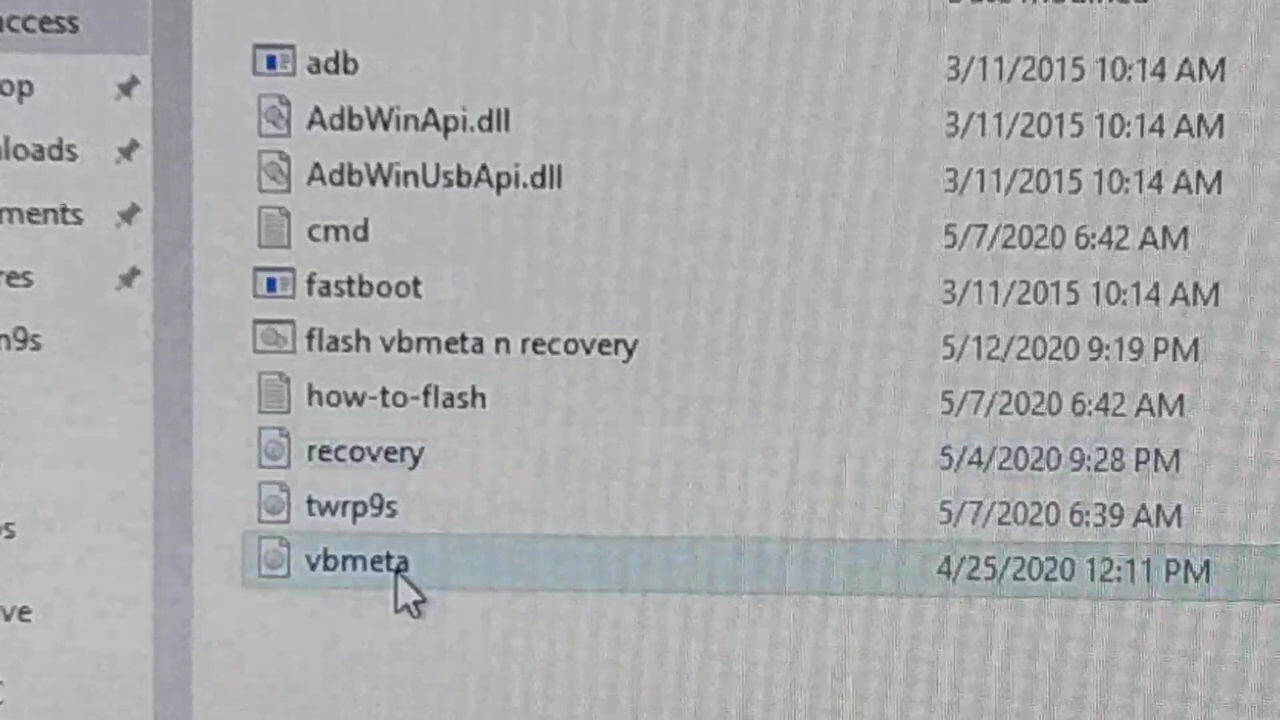 ccess
op
loads
ments
res
n9s
s
ve
adb 3/11/2015 10:14 AM
AdbWinApi.dll 3/11/2015 10:14 AM
AdbWinUsbApi.dll 3/11/2015 10:14 AM
cmd 5/7/2020 6:42 AM
fastboot 3/11/2015 10:14 AM
flash vbmeta n recovery 5/12/2020 9:19 PM
how-to-flash 5/7/2020 6:42 AM
recovery 5/4/2020 9:28 PM
twrp9s 5/7/2020 6:39 AM
vbmeta 4/25/2020 12:11 PM